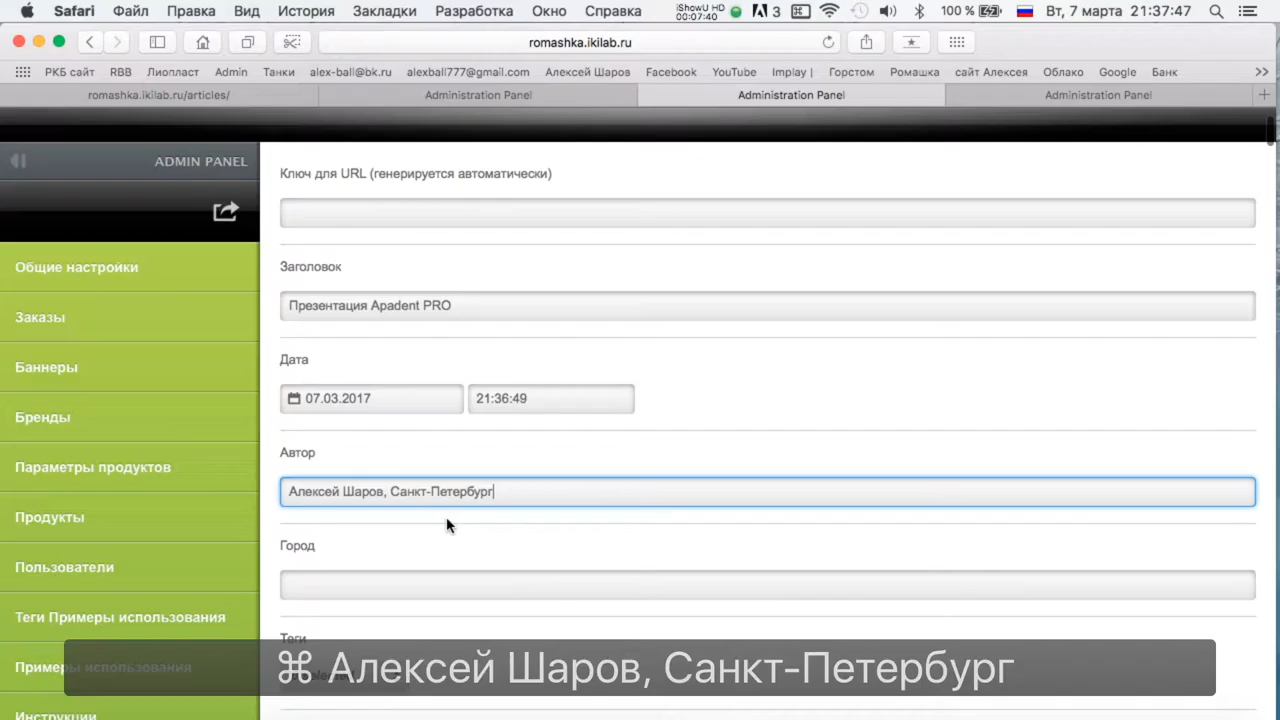 Safari Файл Правка Вид История Закладки Разработка Окно Справка iShowU HD 00:07:40 3 100 % Вт, 7 марта 21:37:47
romashka.ikilab.ru
РКБ сайт RBB Лиопласт Admin Танки alex-ball@bk.ru alexball777@gmail.com Алексей Шаров Facebook YouTube Implay | Горстом Ромашка сайт Алексея Облако Google Банк
romashka.ikilab.ru/articles/ Administration Panel Administration Panel Administration Panel
ADMIN PANEL
Ключ для URL (генерируется автоматически)
Общие настройки
Заголовок
Презентация Apadent PRO
Заказы
Дата
Баннеры
07.03.2017 21:36:49
Бренды
Автор
Параметры продуктов
Алексей Шаров, Санкт-Петербург
Продукты
Город
Пользователи
Теги Примеры использования
Теги
Примеры использования
⌘ Алексей Шаров, Санкт-Петербург
Инструкции